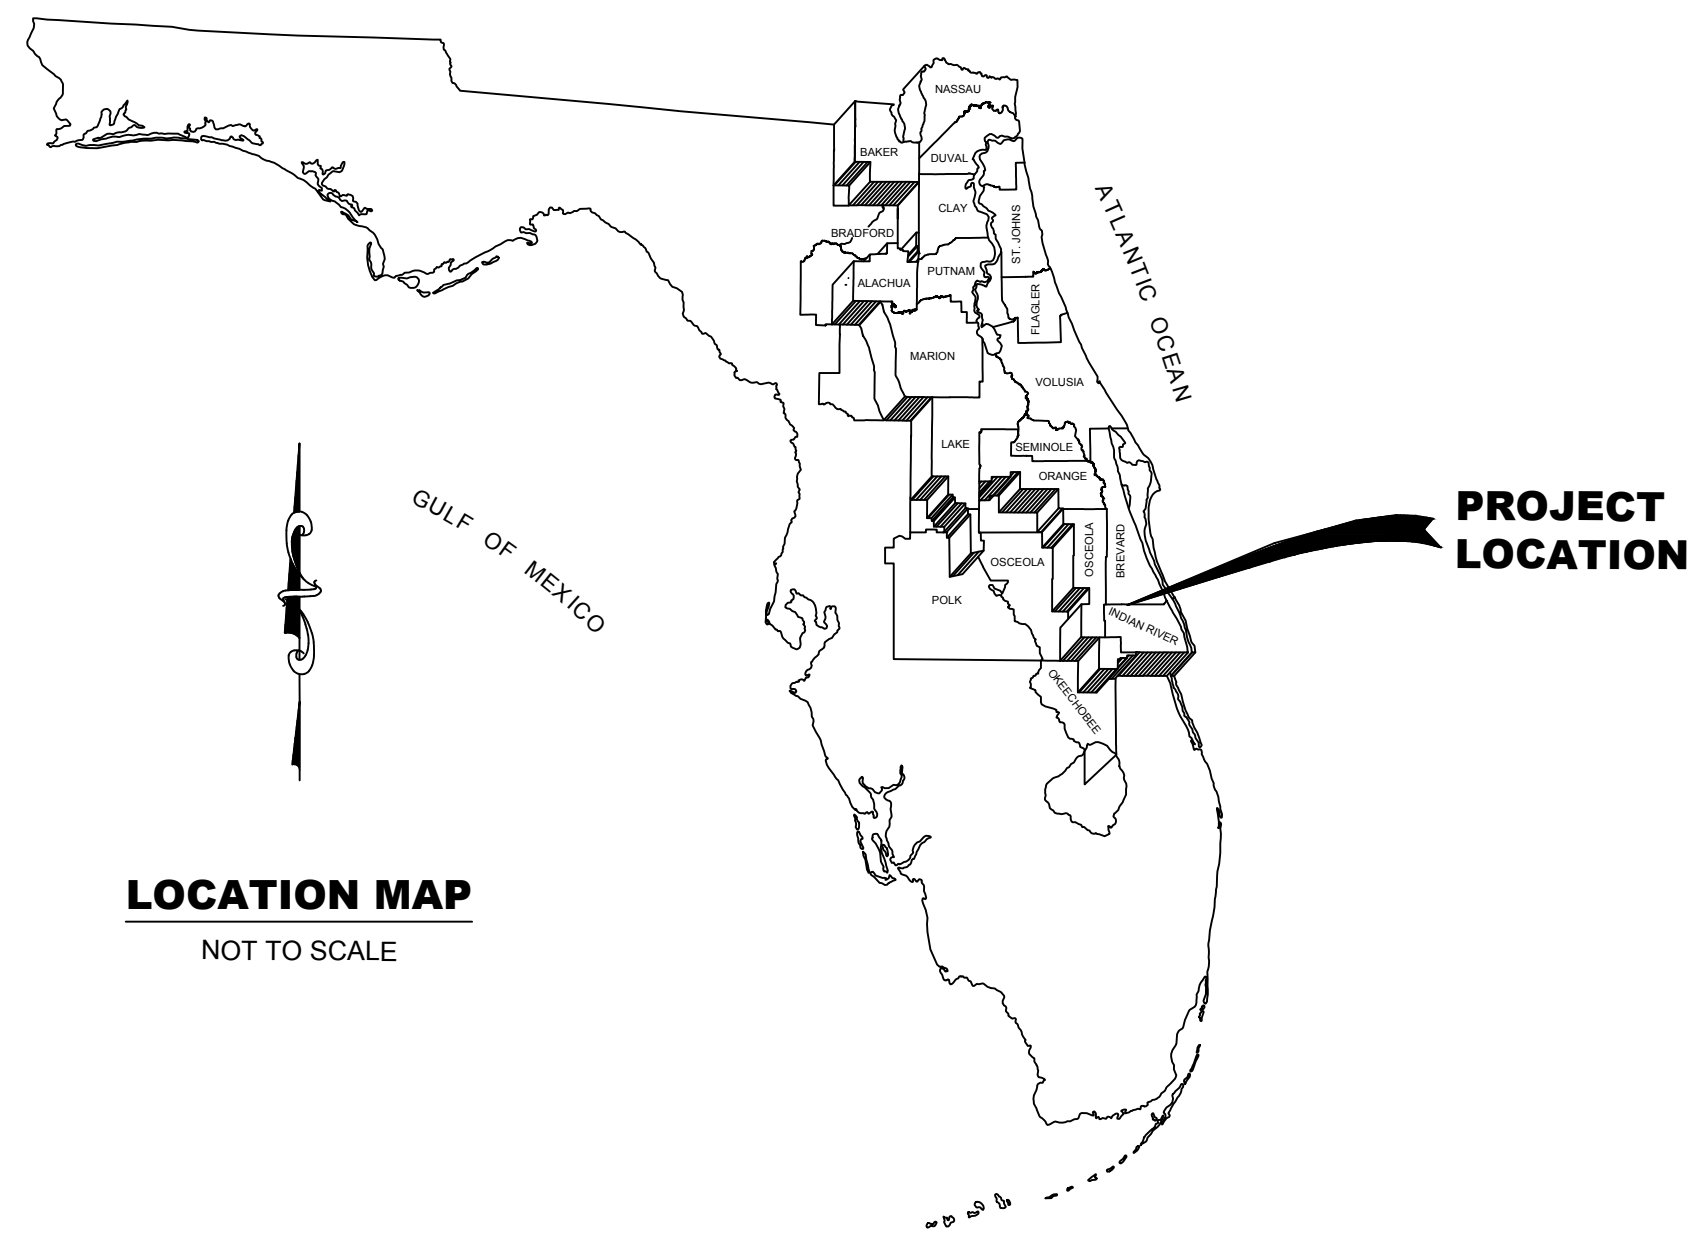 NASSAU
BAKER
DUVAL
CLAY
ST. JOHNS
BRADFORD
ALACHUA
PUTNAM
FLAGLER
MARION
VOLUSIA
LAKE
SEMINOLE
ORANGE
OSCEOLA
OSCEOLA
BREVARD
POLK
INDIAN RIVER
OKEECHOBEE
ATLANTIC OCEAN
GULF OF MEXICO
PROJECT
LOCATION
LOCATION MAP
NOT TO SCALE